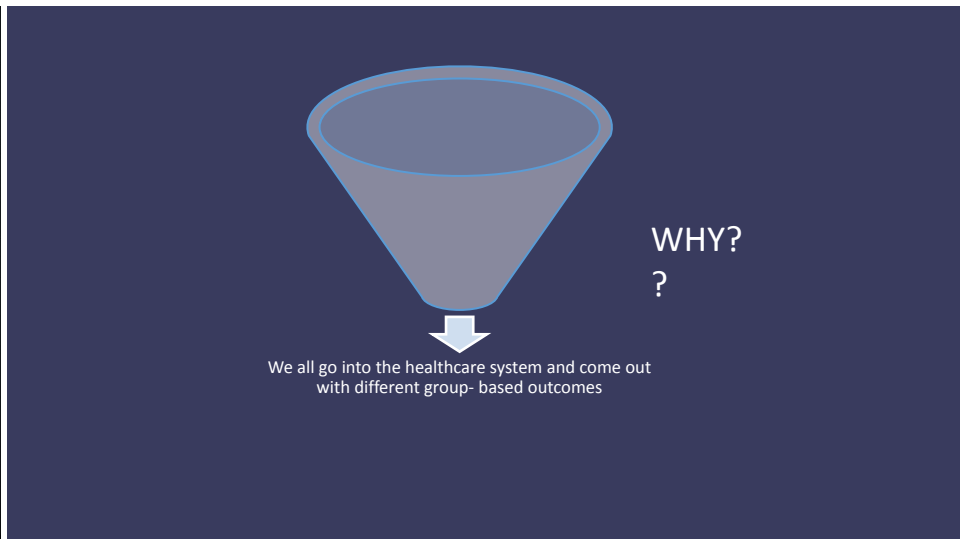 WHY?
?
We all go into the healthcare system and come out
with different group- based outcomes